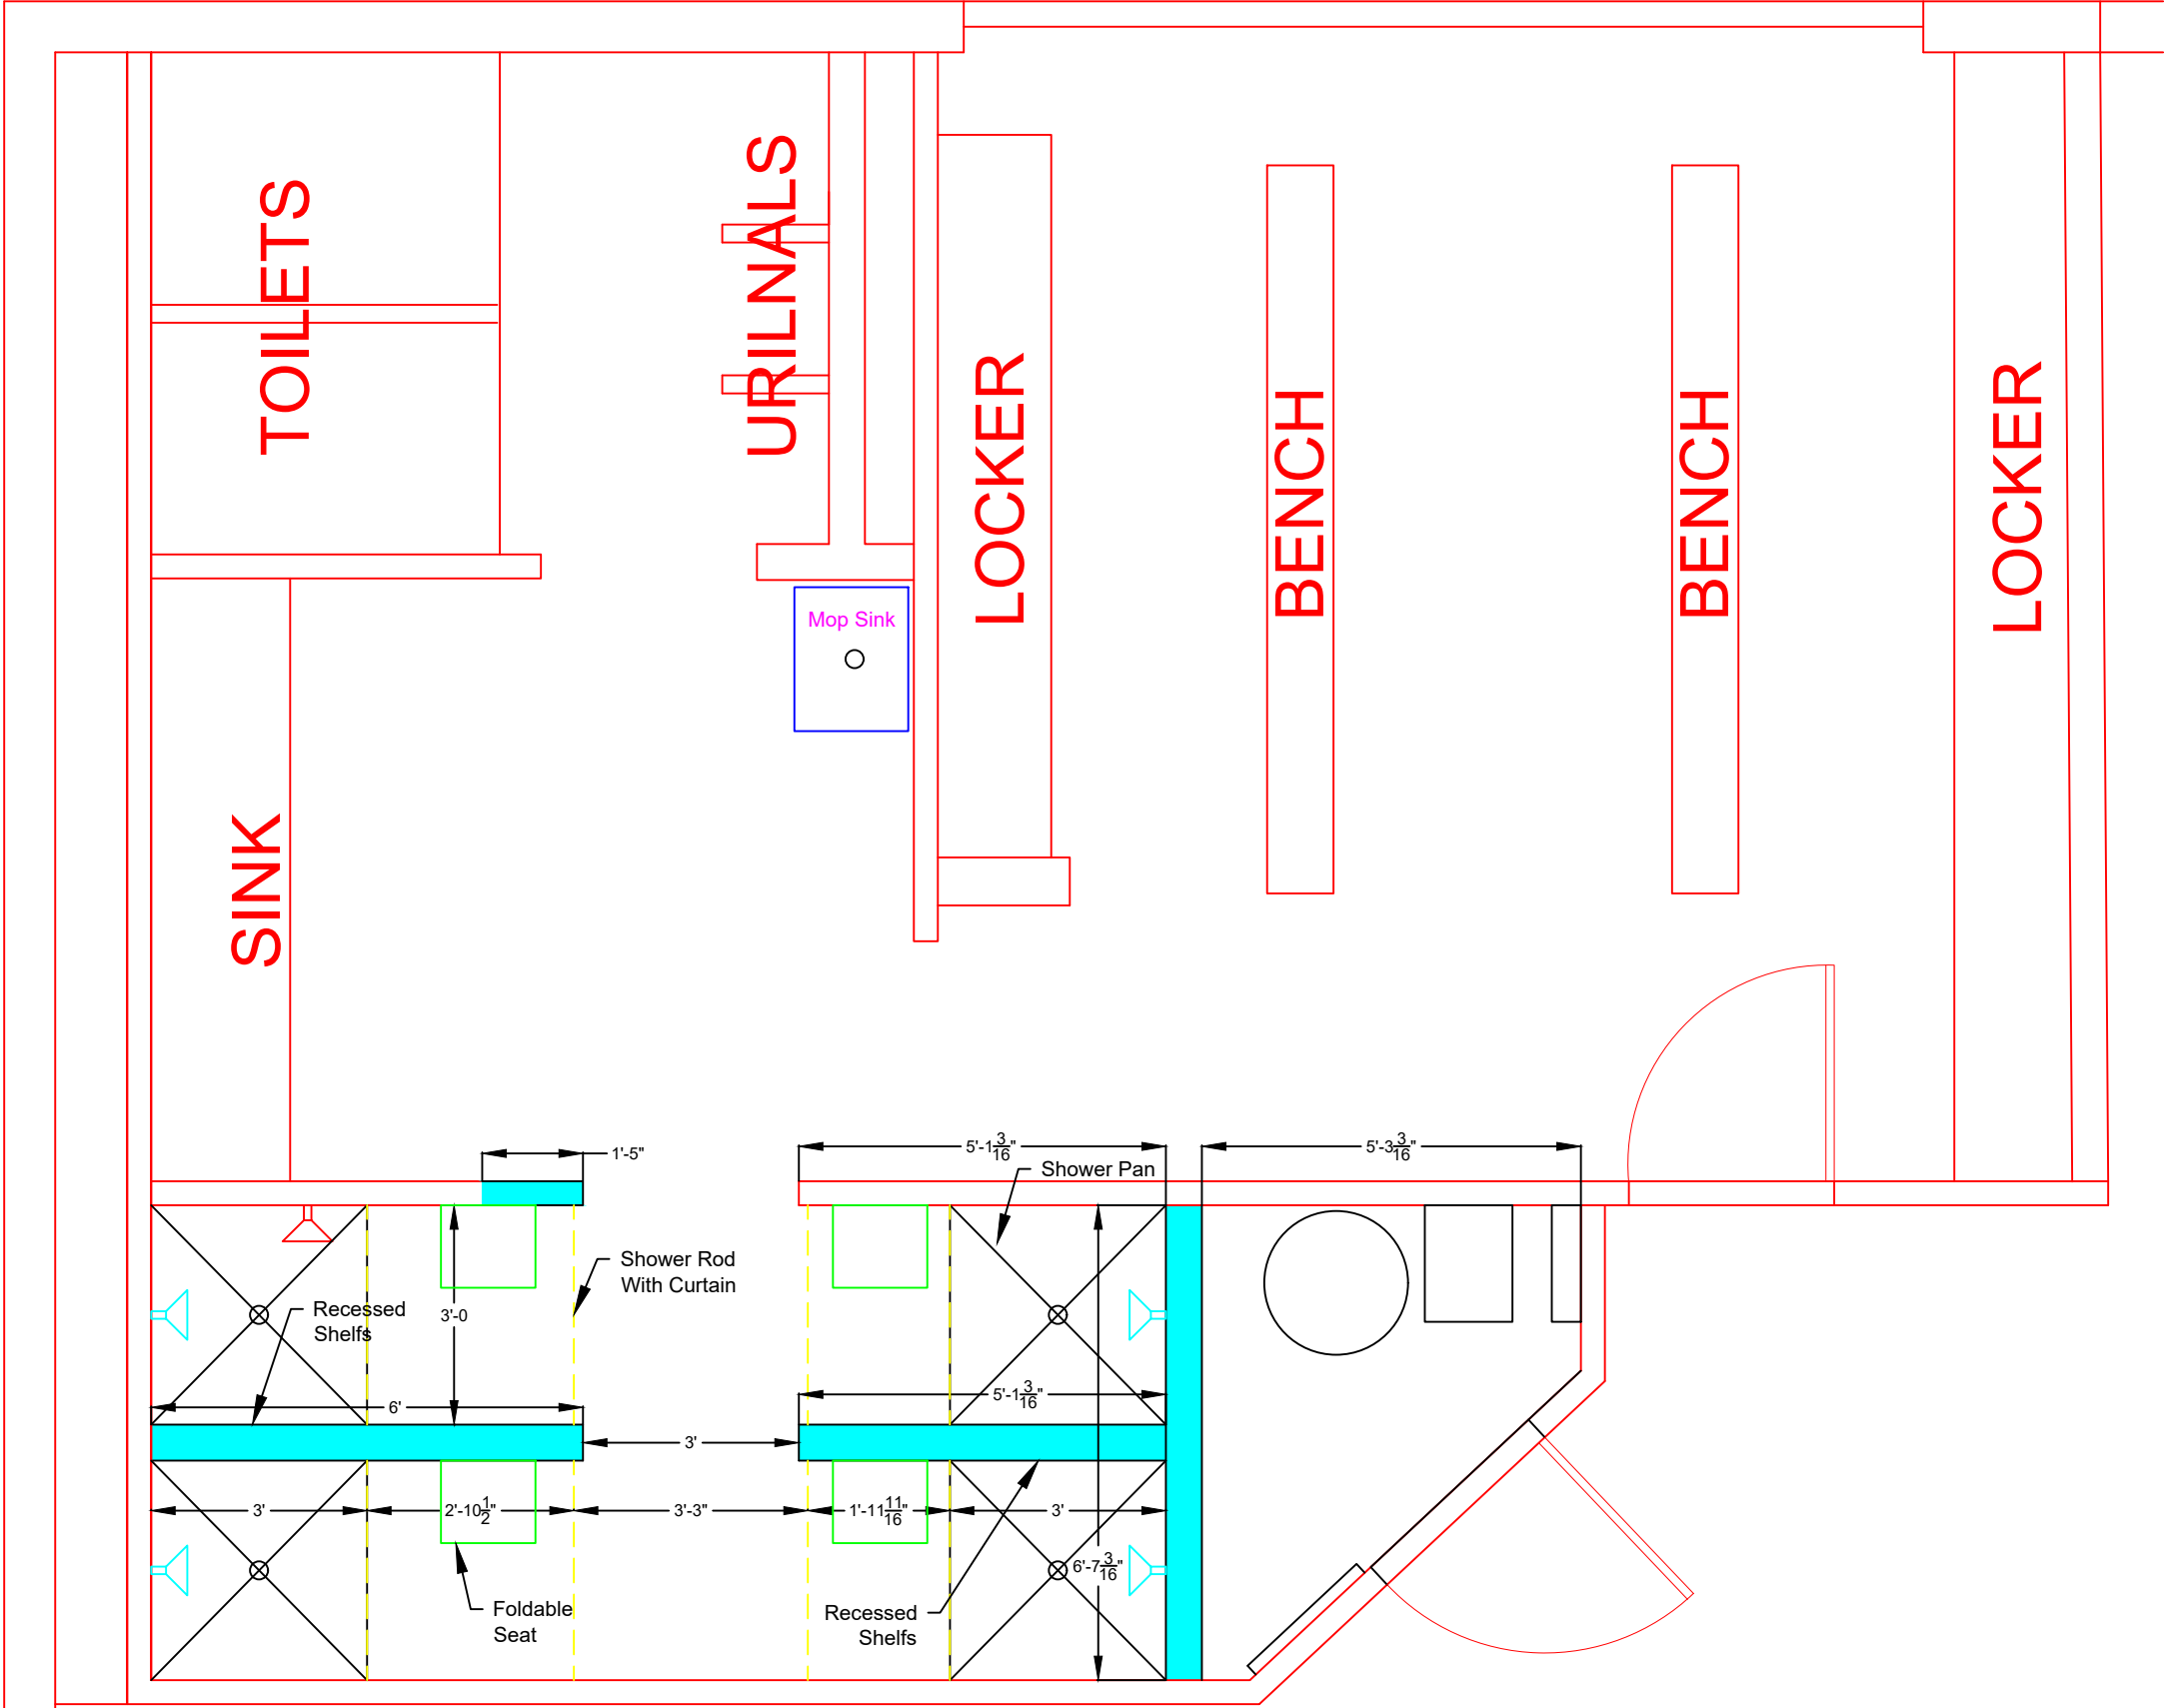 TOILETS
URILNALS
LOCKER
BENCH
BENCH
LOCKER
Mop Sink
SINK
1'-5"
5'-1 3/16"
5'-3 3/16"
Shower Pan
Shower Rod
With Curtain
Recessed
Shelfs
3'-0
5'-1 3/16"
6'
3'
3'
2'-10 1/2"
3'-3"
1'-11 11/16"
3'
6'-7 3/16"
Foldable
Seat
Recessed
Shelfs